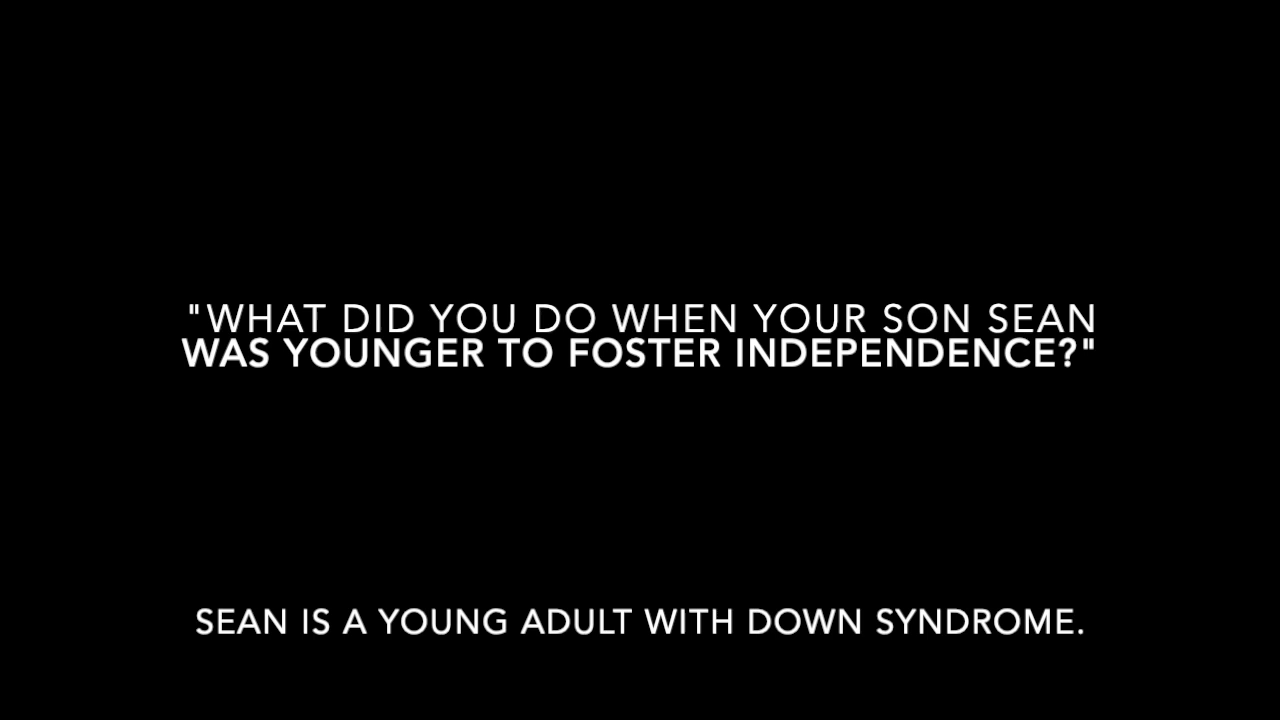 "WHAT DID YOU DO WHEN YOUR SON SEAN
WAS YOUNGER TO FOSTER INDEPENDENCE?"
SEAN IS A YOUNG ADULT WITH DOWN SYNDROME.